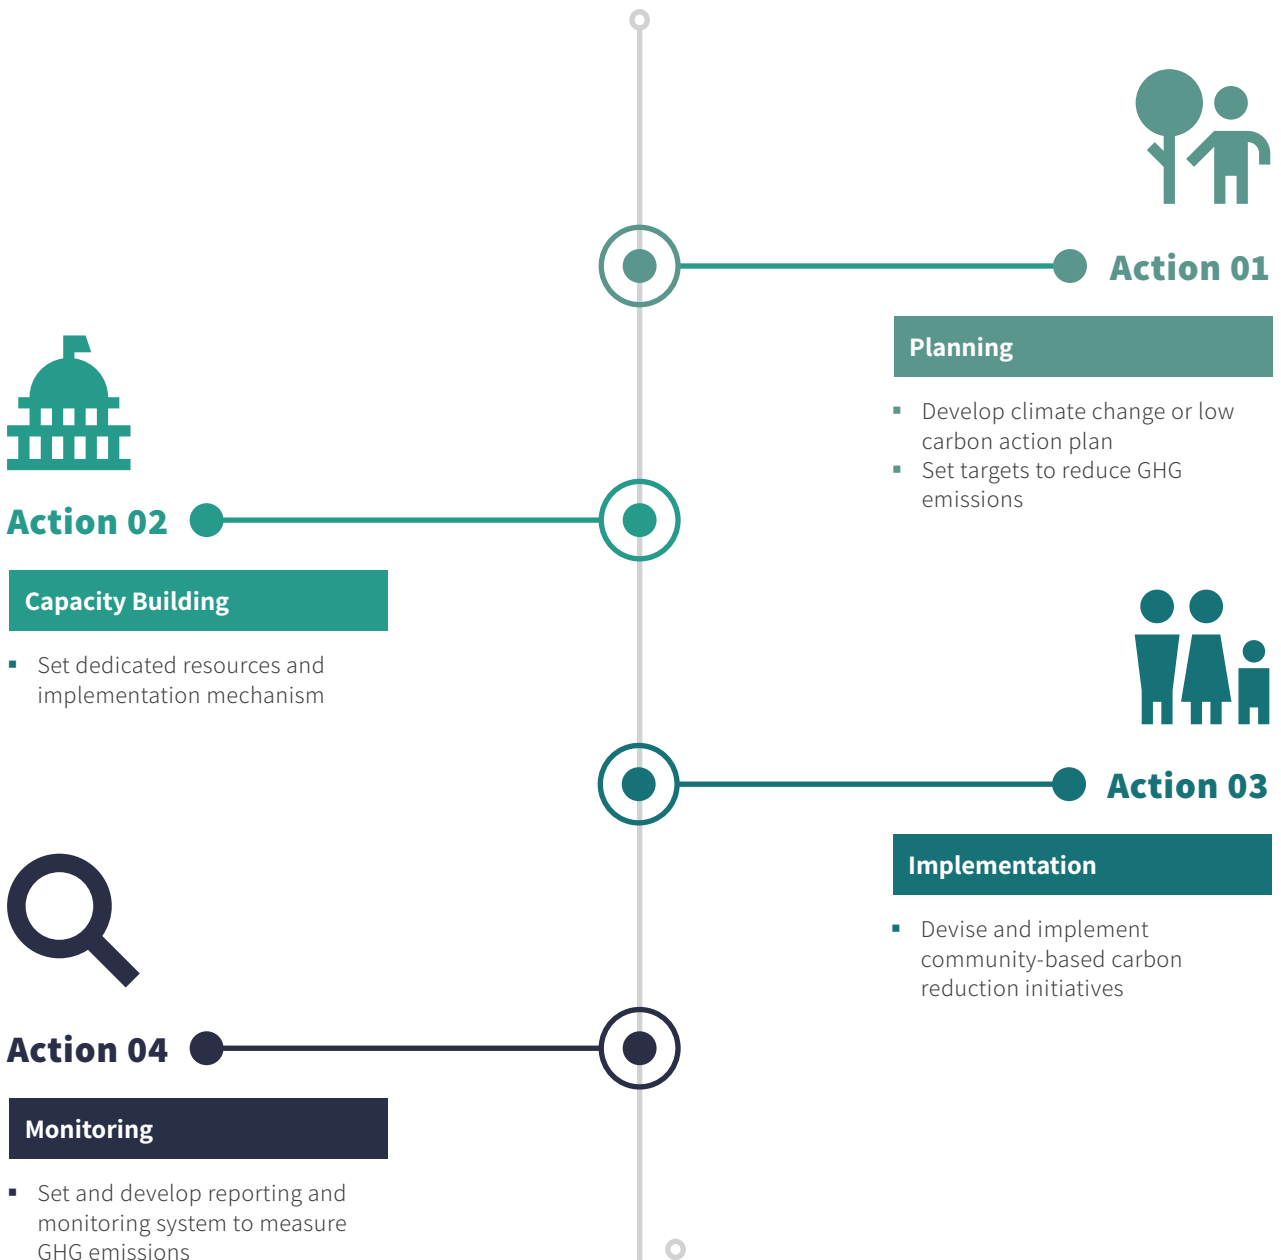 Action 01
Planning
Develop climate change or low
carbon action plan
Set targets to reduce GHG
emissions
Action 02
Capacity Building
Set dedicated resources and
implementation mechanism
Action 03
Implementation
Devise and implement
community-based carbon
reduction initiatives
Action 04
Monitoring
Set and develop reporting and
monitoring system to measure
GHG emissions